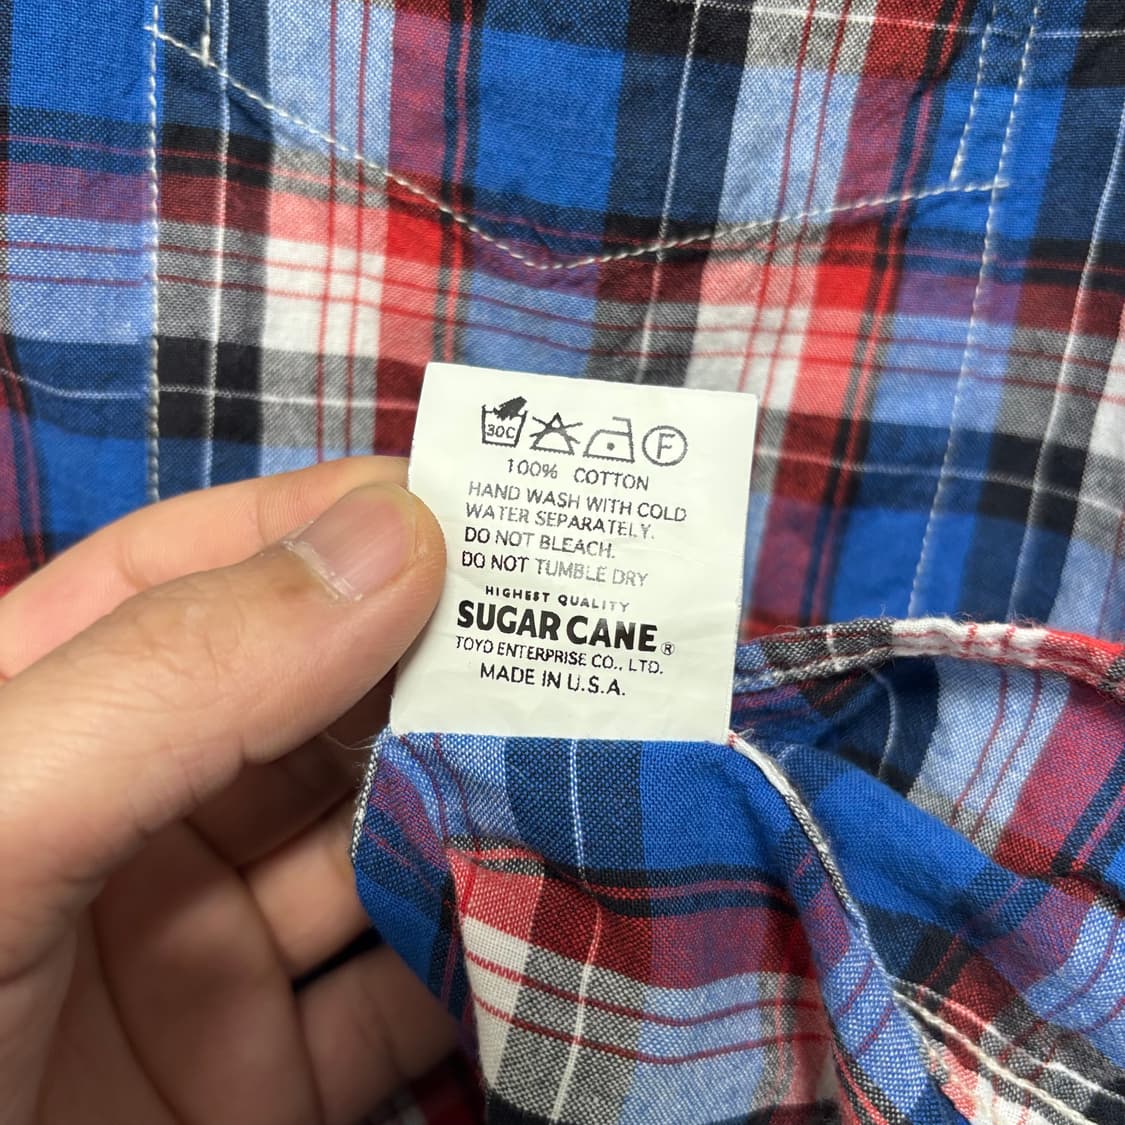 30C F
100% COTTON
HAND WASH WITH COLD
WATER SEPARATELY.
DO NOT BLEACH.
DO NOT TUMBLE DRY
HIGHEST QUALITY
SUGAR CANE®
TOYO ENTERPRISE CO., LTD.
MADE IN U.S.A.